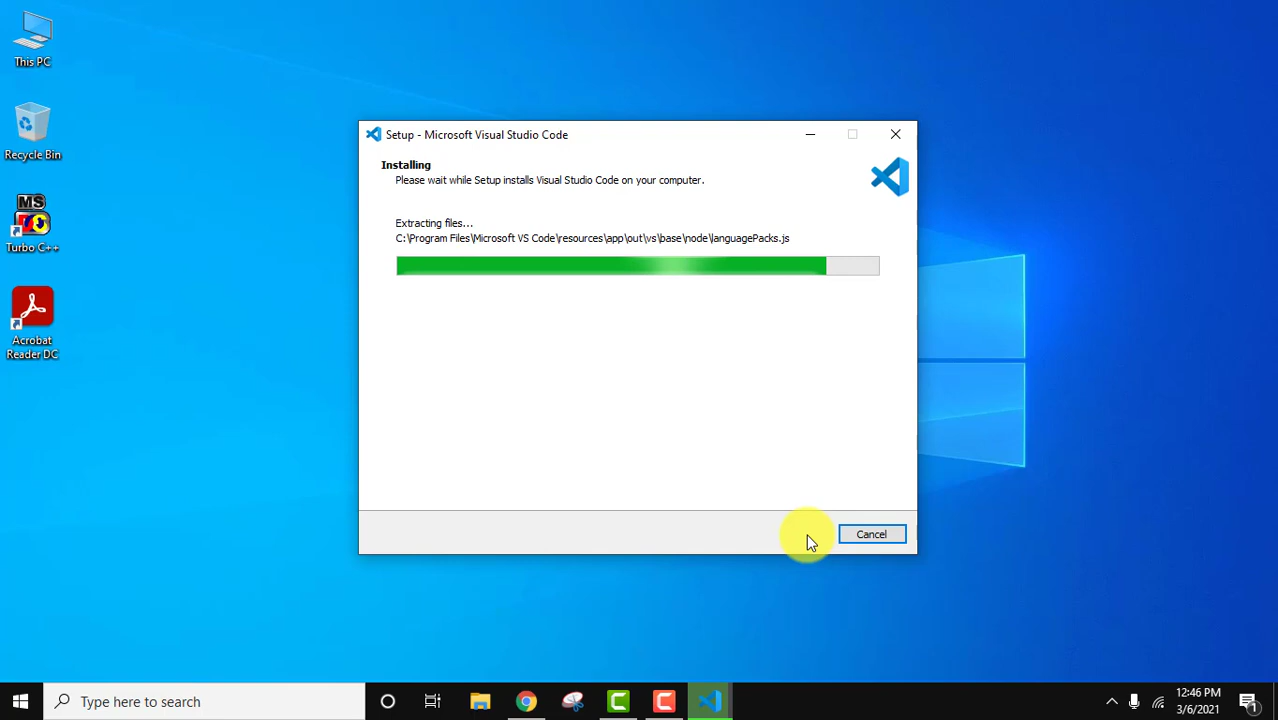 This PC
Recycle Bin
MS
Turbo C++
Acrobat
Reader DC
Setup - Microsoft Visual Studio Code
Installing
Please wait while Setup installs Visual Studio Code on your computer.
Extracting files...
C:\Program Files\Microsoft VS Code\resources\app\out\vs\base\node\languagePacks.js
Cancel
Type here to search
12:46 PM
3/6/2021
1